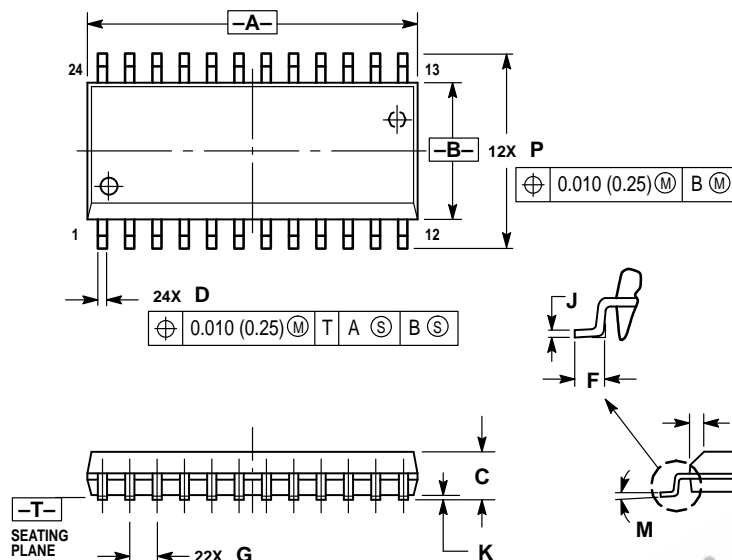 –A–
24
13
–B–
12X P
0.010 (0.25) Ⓜ B Ⓜ
1
12
24X D
0.010 (0.25) Ⓜ T A Ⓢ B Ⓢ
J
F
C
–T–
SEATING
PLANE
22X G
K
M